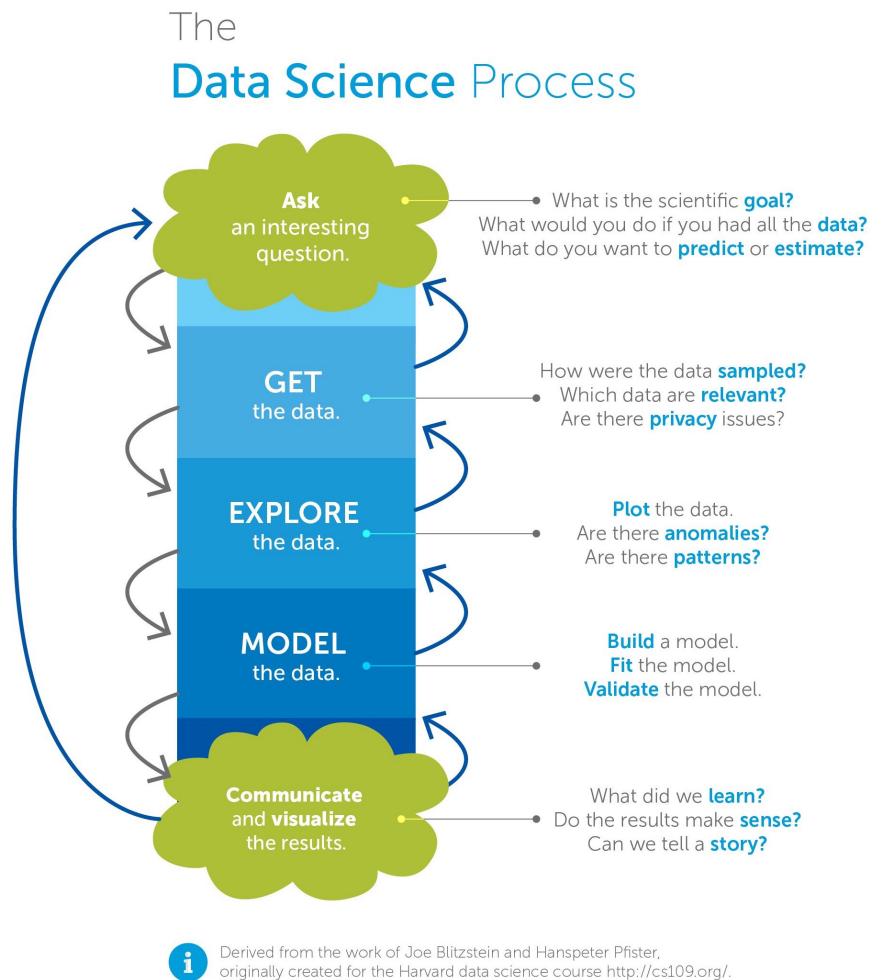 The
Data Science Process
Ask
an interesting
question.
What is the scientific goal?
What would you do if you had all the data?
What do you want to predict or estimate?
GET
the data.
How were the data sampled?
Which data are relevant?
Are there privacy issues?
EXPLORE
the data.
Plot the data.
Are there anomalies?
Are there patterns?
MODEL
the data.
Build a model.
Fit the model.
Validate the model.
Communicate
and visualize
the results.
What did we learn?
Do the results make sense?
Can we tell a story?
i
Derived from the work of Joe Blitzstein and Hanspeter Pfister,
originally created for the Harvard data science course http://cs109.org/.